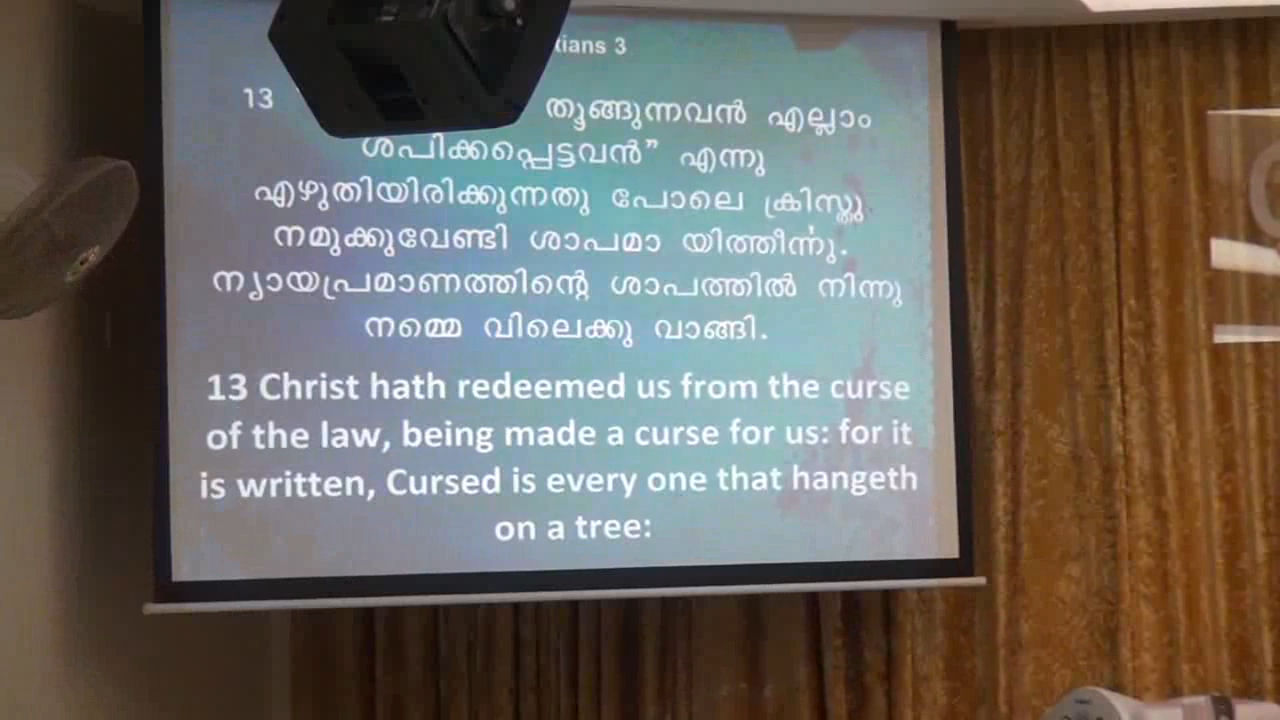 tians 3
13 തൂങ്ങുന്നവൻ എല്ലാം
ശപിക്കപ്പെട്ടവൻ” എന്നു
എഴുതിയിരിക്കുന്നതു പോലെ ക്രിസ്തു
നമുക്കുവേണ്ടി ശാപമാ യിത്തീർന്നു.
ന്യായപ്രമാണത്തിന്റെ ശാപത്തിൽ നിന്നു
നമ്മെ വിലെക്കു വാങ്ങി.
13 Christ hath redeemed us from the curse
of the law, being made a curse for us: for it
is written, Cursed is every one that hangeth
on a tree: